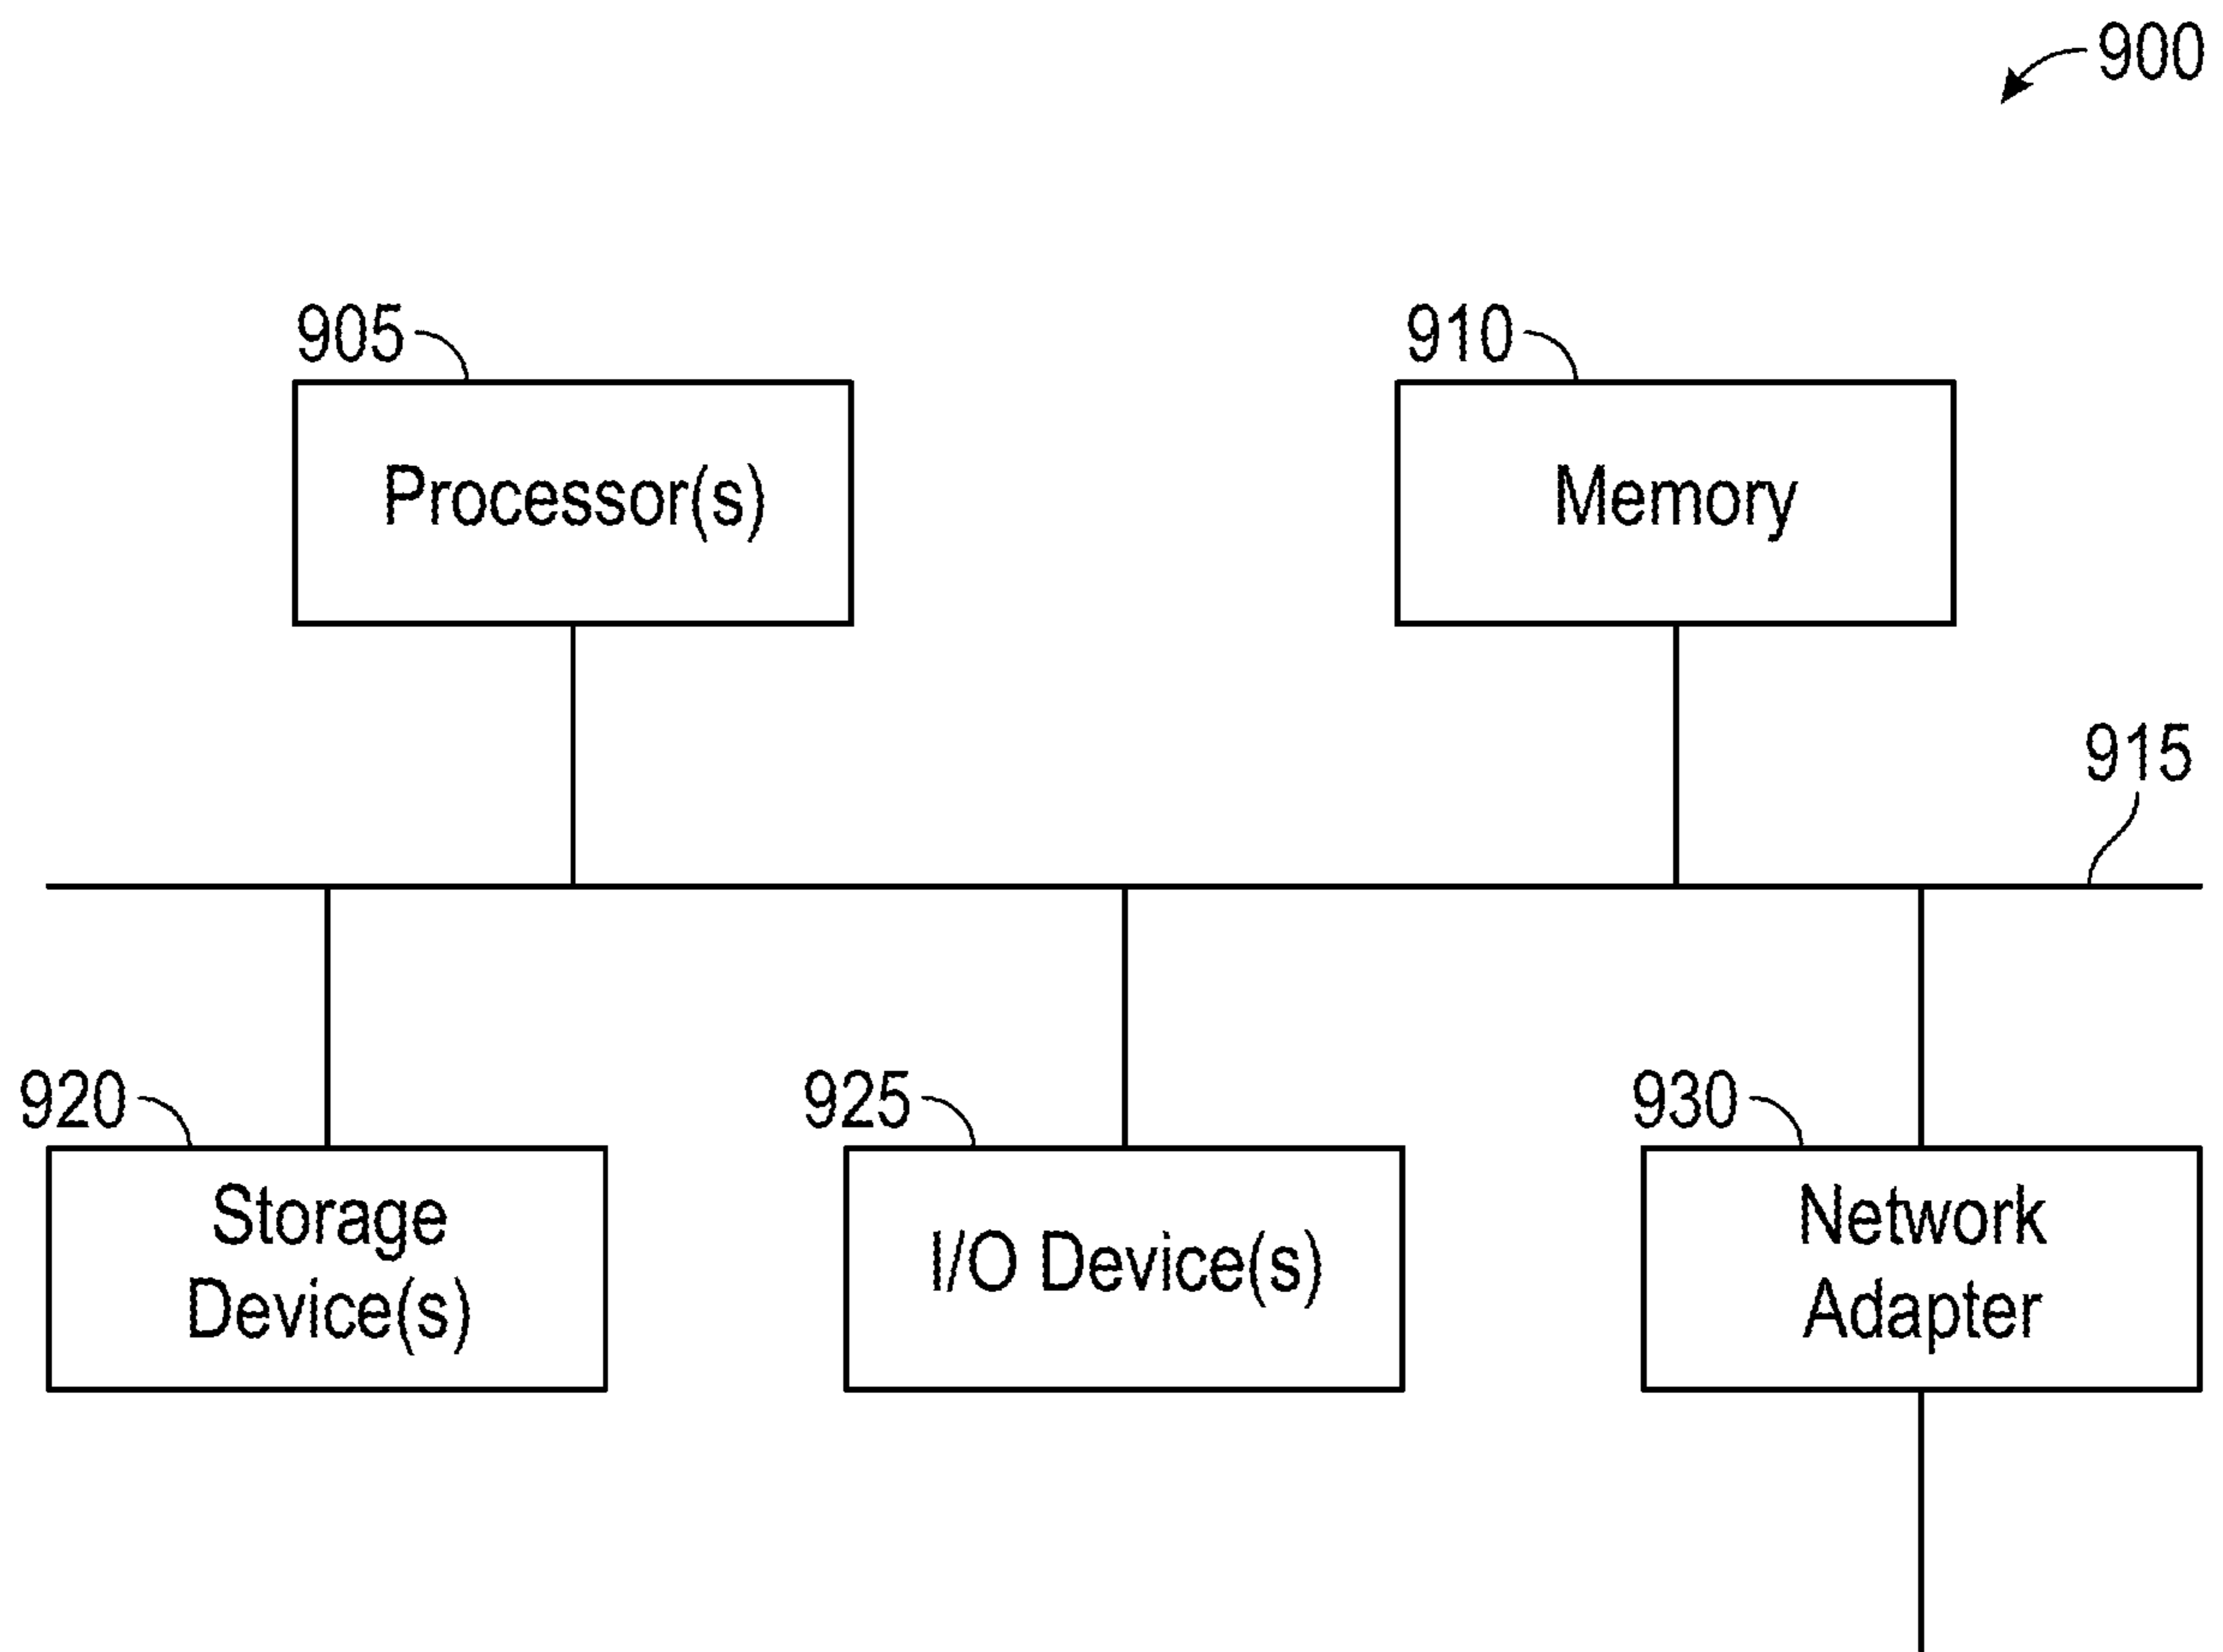 900
905
Processor(s)
910
Memory
915
920
Storage
Device(s)
925
I/O Device(s)
930
Network
Adapter